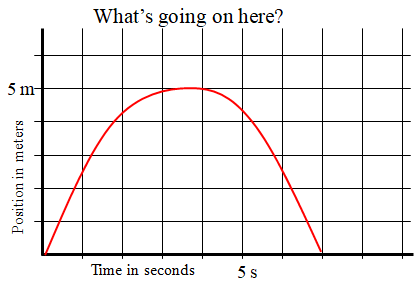 What’s going on here?
5 m
Position in meters
Time in seconds
5 s